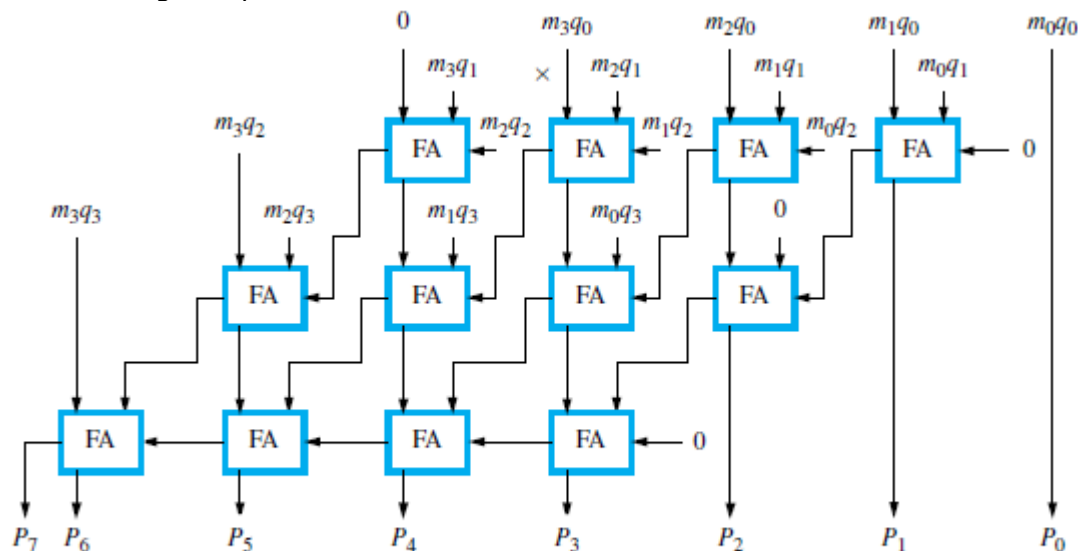 0 m₃q₀ m₂q₀ m₁q₀ m₀q₀
m₃q₁ × m₂q₁ m₁q₁ m₀q₁
m₃q₂ FA m₂q₂ FA m₁q₂ FA m₀q₂ FA 0
m₃q₃ m₂q₃ m₁q₃ m₀q₃ 0
FA FA FA FA
FA FA FA FA 0
P₇ P₆ P₅ P₄ P₃ P₂ P₁ P₀